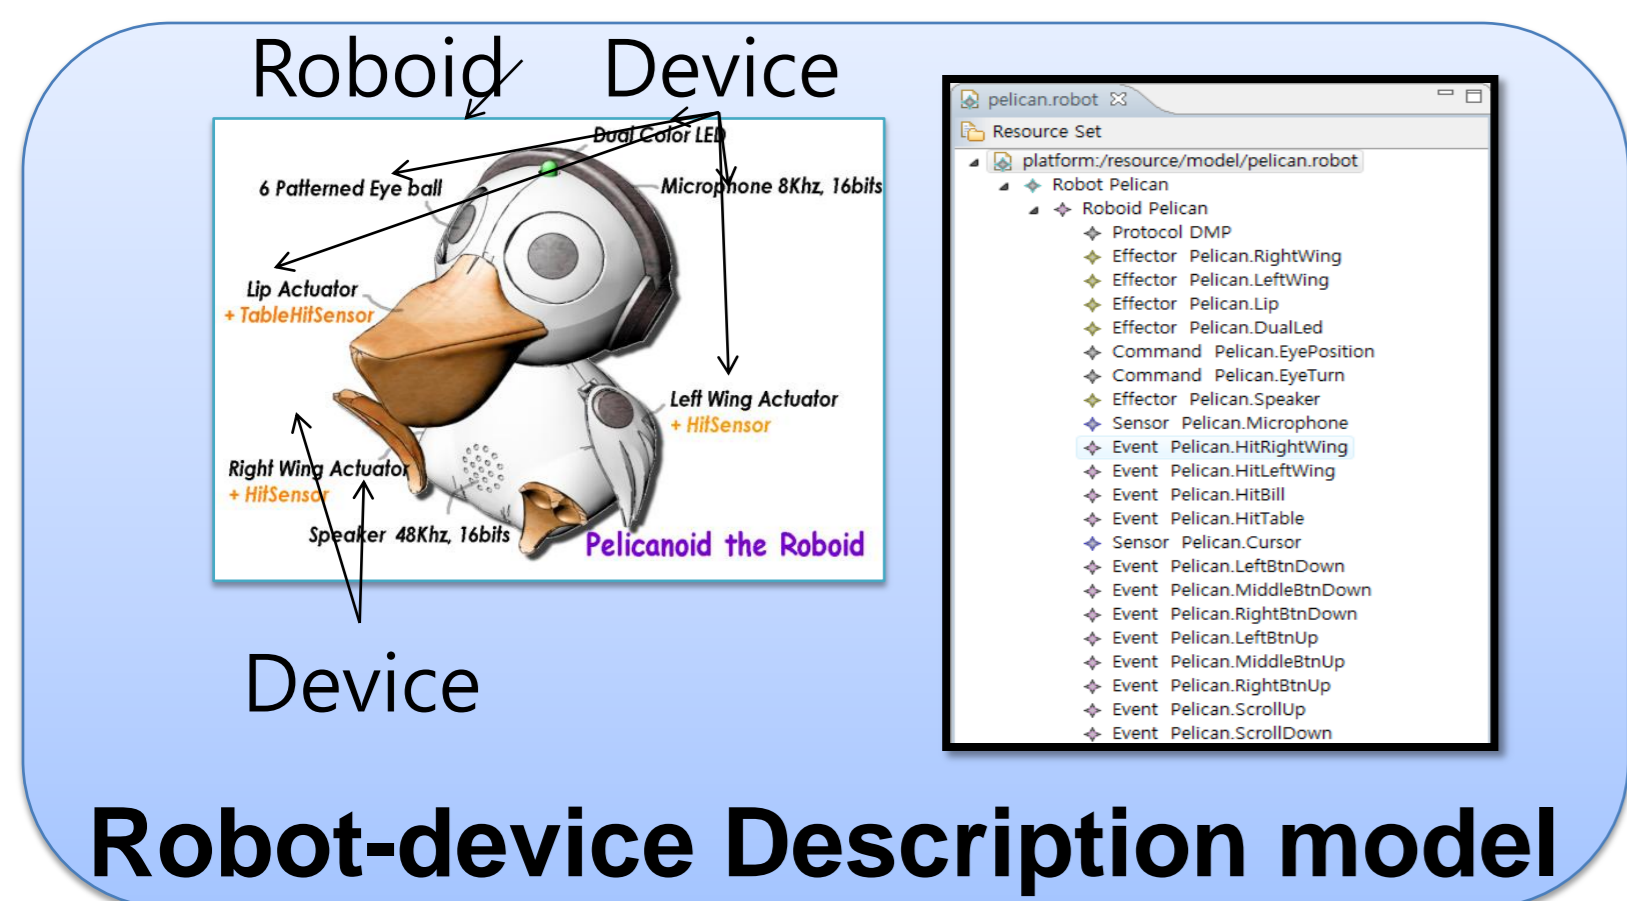 Roboid
Device
Dual Color LED
6 Patterned Eye ball
Microphone 8Khz, 16bits
Lip Actuator
+ TableHitSensor
Left Wing Actuator
+ HitSensor
Right Wing Actuator
+ HitSensor
Speaker 48Khz, 16bits
Pelicanoid the Roboid
Device
pelican.robot
Resource Set
platform:/resource/model/pelican.robot
Robot Pelican
Roboid Pelican
Protocol DMP
Effector Pelican.RightWing
Effector Pelican.LeftWing
Effector Pelican.Lip
Effector Pelican.DualLed
Command Pelican.EyePosition
Command Pelican.EyeTurn
Effector Pelican.Speaker
Sensor Pelican.Microphone
Event Pelican.HitRightWing
Event Pelican.HitLeftWing
Event Pelican.HitBill
Event Pelican.HitTable
Sensor Pelican.Cursor
Event Pelican.LeftBtnDown
Event Pelican.MiddleBtnDown
Event Pelican.RightBtnDown
Event Pelican.LeftBtnUp
Event Pelican.MiddleBtnUp
Event Pelican.RightBtnUp
Event Pelican.ScrollUp
Event Pelican.ScrollDown
Robot-device Description model